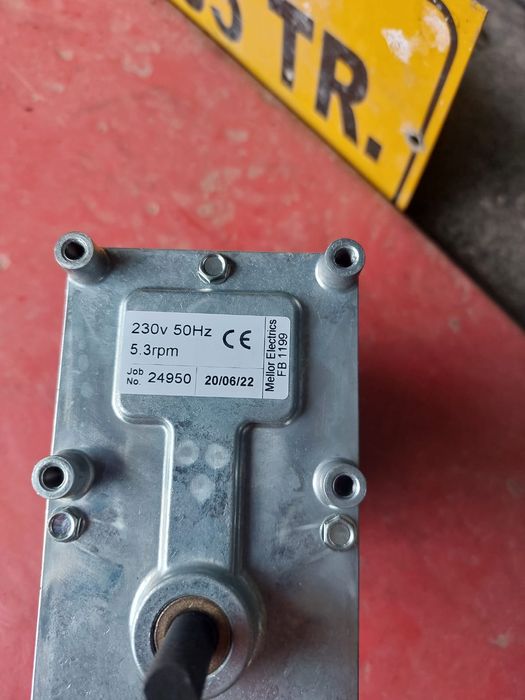 TR.
230v 50Hz
5.3rpm
Job No. 24950
20/06/22
Mellor Electrics
FB 1199